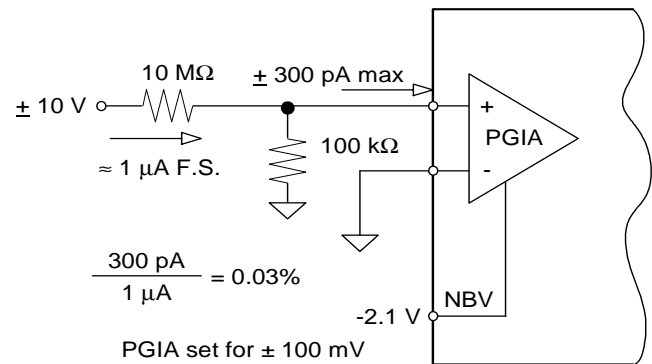 10 MΩ
± 300 pA max
± 10 V
+
PGIA
-
100 kΩ
≈ 1 μA F.S.
300 pA
1 μA
= 0.03%
NBV
-2.1 V
PGIA set for ± 100 mV